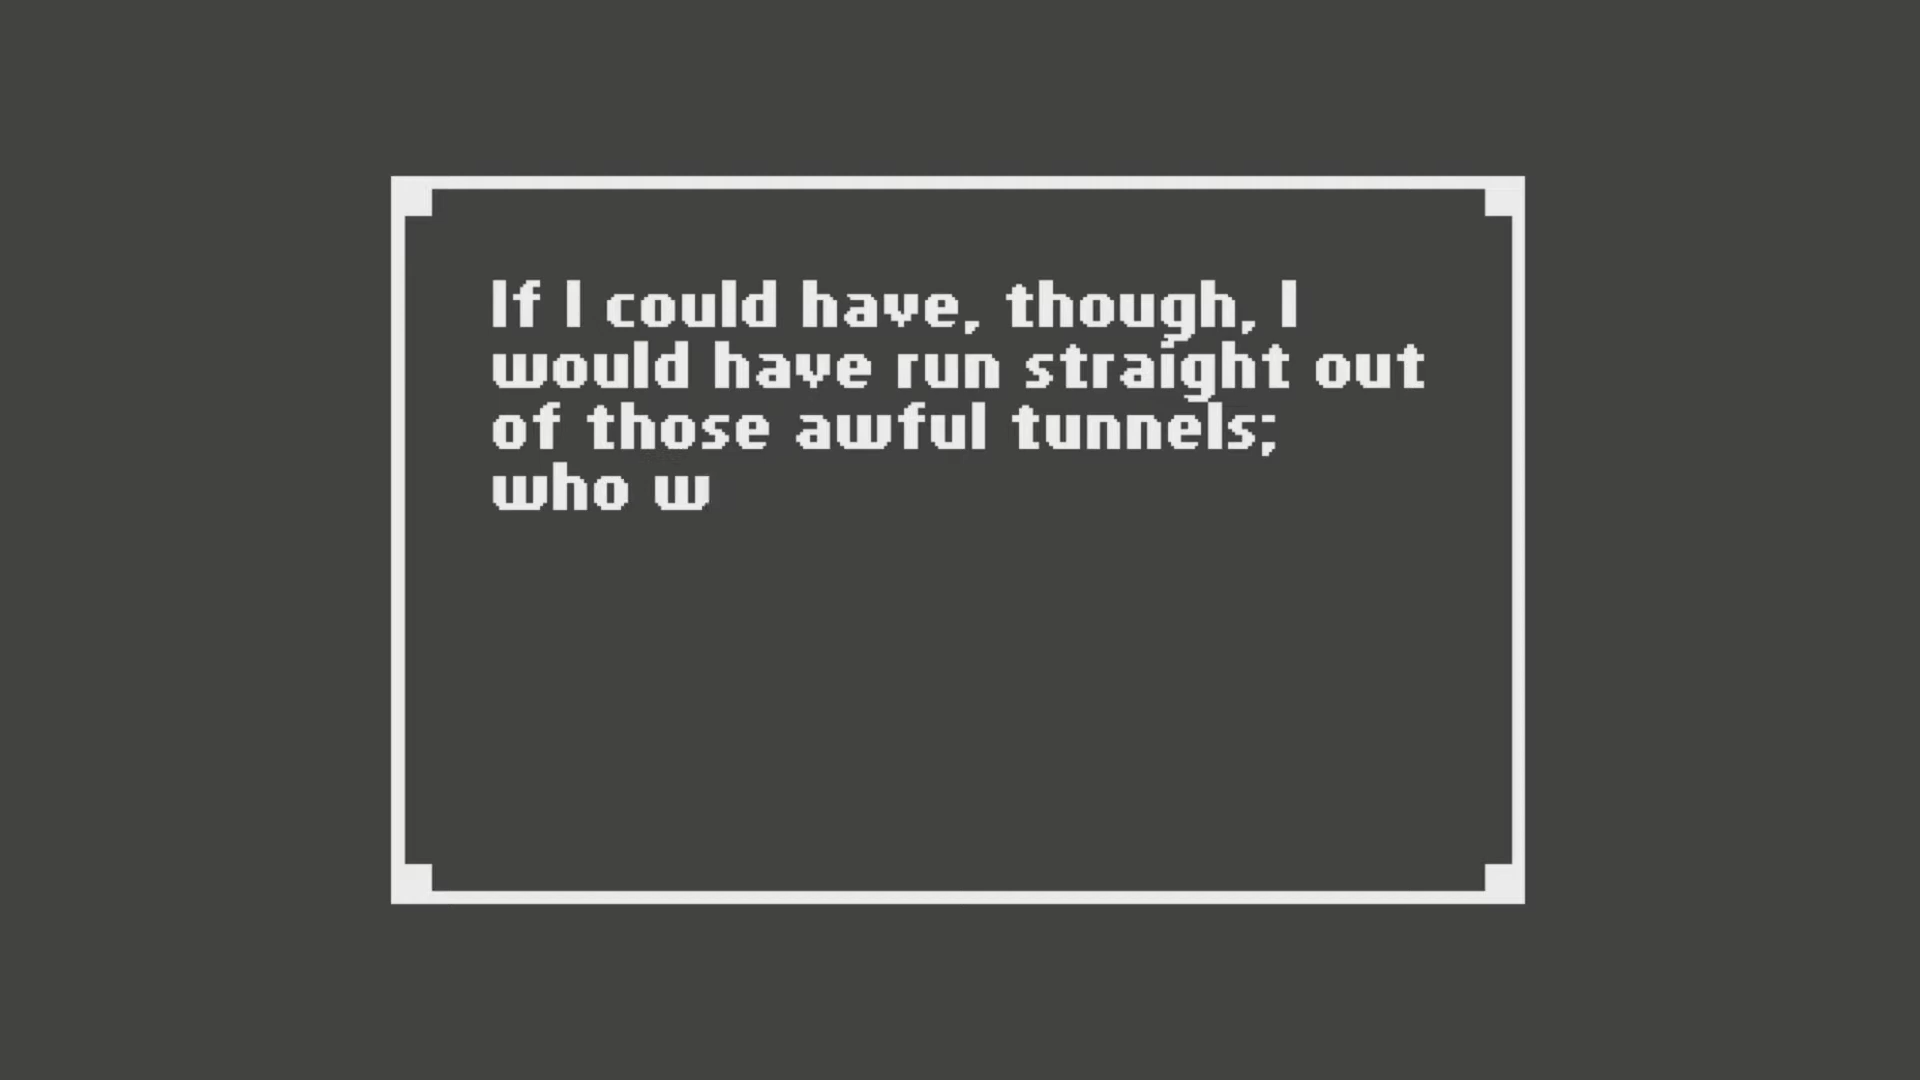 If I could have, though, I
would have run straight out
of those awful tunnels;
who w